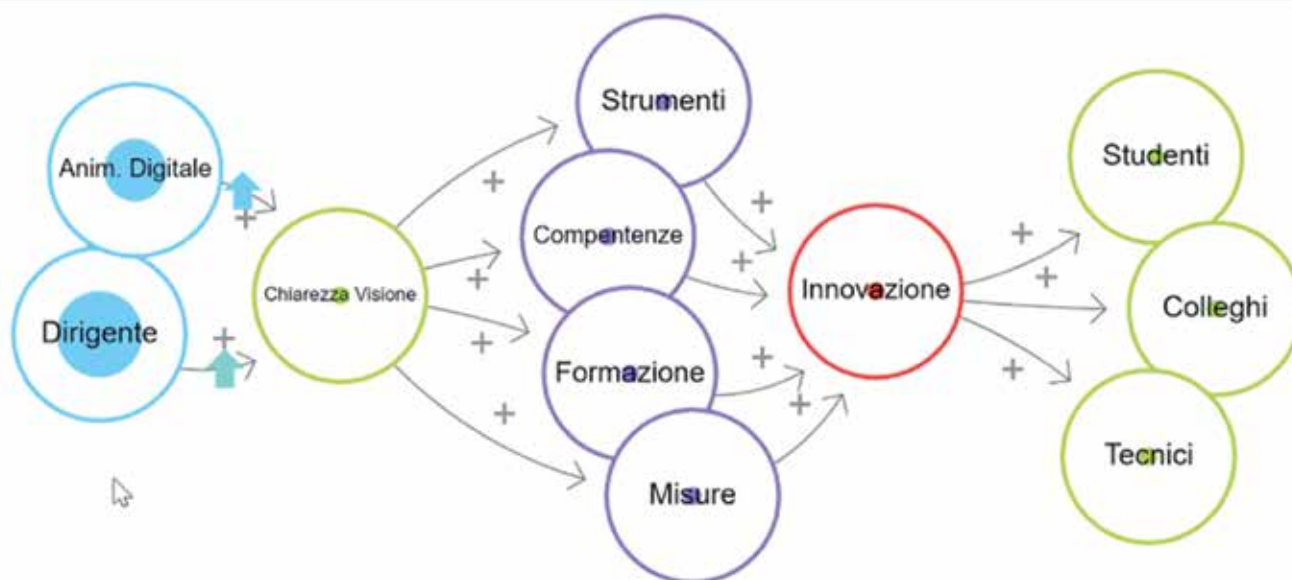 Anim. Digitale
Dirigente
Chiarezza Visione
Strumenti
Compentenze
Formazione
Misure
Innovazione
Studenti
Colleghi
Tecnici